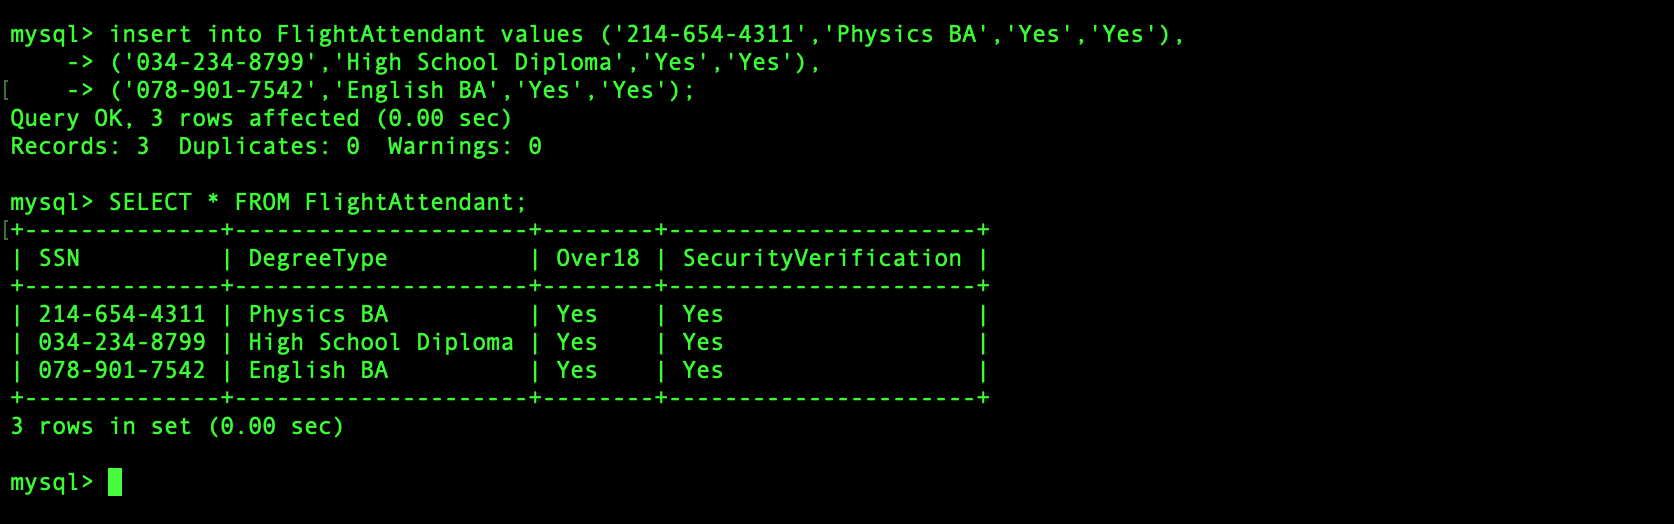 mysql> insert into FlightAttendant values ('214-654-4311','Physics BA','Yes','Yes'),
    -> ('034-234-8799','High School Diploma','Yes','Yes'),
[    -> ('078-901-7542','English BA','Yes','Yes');
Query OK, 3 rows affected (0.00 sec)
Records: 3  Duplicates: 0  Warnings: 0

mysql> SELECT * FROM FlightAttendant;
[+--------------+---------------------+--------+----------------------+
| SSN          | DegreeType          | Over18 | SecurityVerification |
+--------------+---------------------+--------+----------------------+
| 214-654-4311 | Physics BA          | Yes    | Yes                  |
| 034-234-8799 | High School Diploma | Yes    | Yes                  |
| 078-901-7542 | English BA          | Yes    | Yes                  |
+--------------+---------------------+--------+----------------------+
3 rows in set (0.00 sec)

mysql>